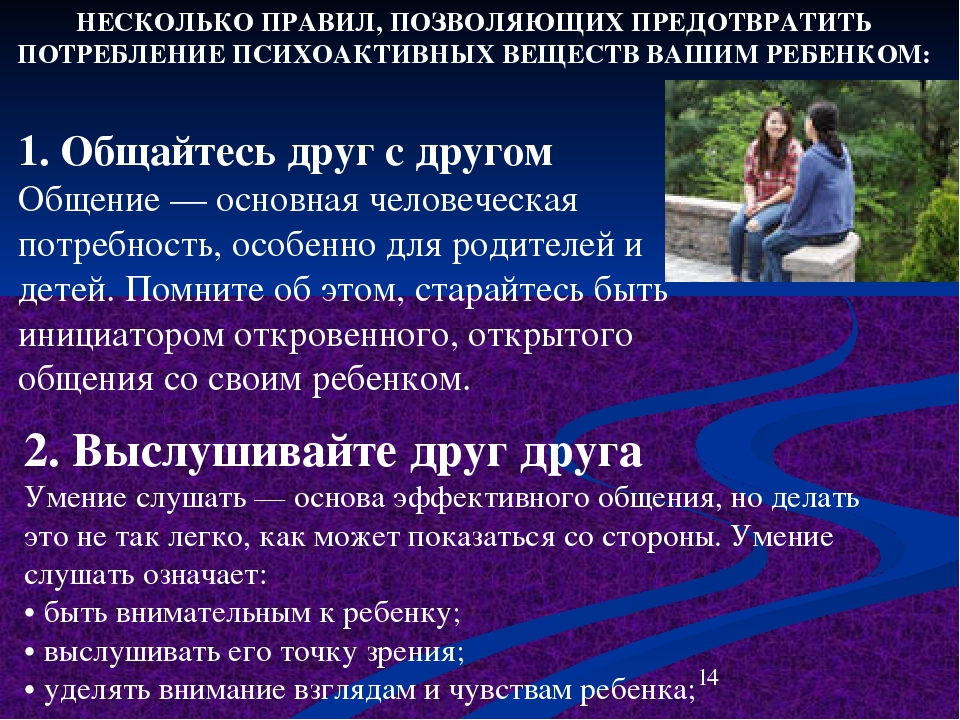 НЕСКОЛЬКО ПРАВИЛ, ПОЗВОЛЯЮЩИХ ПРЕДОТВРАТИТЬ
ПОТРЕБЛЕНИЕ ПСИХОАКТИВНЫХ ВЕЩЕСТВ ВАШИМ РЕБЕНКОМ:
1. Общайтесь друг с другом
Общение — основная человеческая
потребность, особенно для родителей и
детей. Помните об этом, старайтесь быть
инициатором откровенного, открытого
общения со своим ребенком.
2. Выслушивайте друг друга
Умение слушать — основа эффективного общения, но делать
это не так легко, как может показаться со стороны. Умение
слушать означает:
• быть внимательным к ребенку;
• выслушивать его точку зрения;
• уделять внимание взглядам и чувствам ребенка;
14